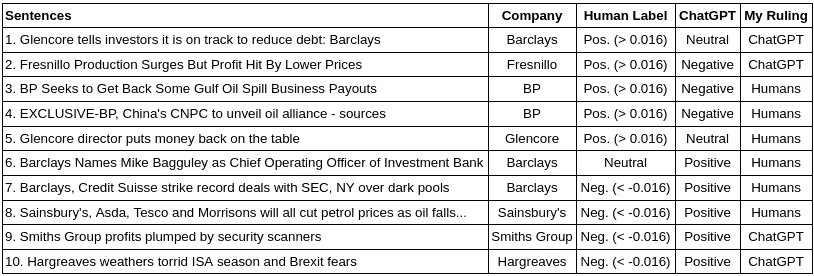 Sentences Company Human Label ChatGPT My Ruling
1. Glencore tells investors it is on track to reduce debt: Barclays Barclays Pos. (> 0.016) Neutral ChatGPT
2. Fresnillo Production Surges But Profit Hit By Lower Prices Fresnillo Pos. (> 0.016) Negative ChatGPT
3. BP Seeks to Get Back Some Gulf Oil Spill Business Payouts BP Pos. (> 0.016) Negative Humans
4. EXCLUSIVE-BP, China's CNPC to unveil oil alliance - sources BP Pos. (> 0.016) Negative Humans
5. Glencore director puts money back on the table Glencore Pos. (> 0.016) Neutral Humans
6. Barclays Names Mike Bagguley as Chief Operating Officer of Investment Bank Barclays Neutral Positive Humans
7. Barclays, Credit Suisse strike record deals with SEC, NY over dark pools Barclays Neg. (< -0.016) Positive Humans
8. Sainsbury's, Asda, Tesco and Morrisons will all cut petrol prices as oil falls... Sainsbury's Neg. (< -0.016) Positive Humans
9. Smiths Group profits plumped by security scanners Smiths Group Neg. (< -0.016) Positive ChatGPT
10. Hargreaves weathers torrid ISA season and Brexit fears Hargreaves Neg. (< -0.016) Positive ChatGPT